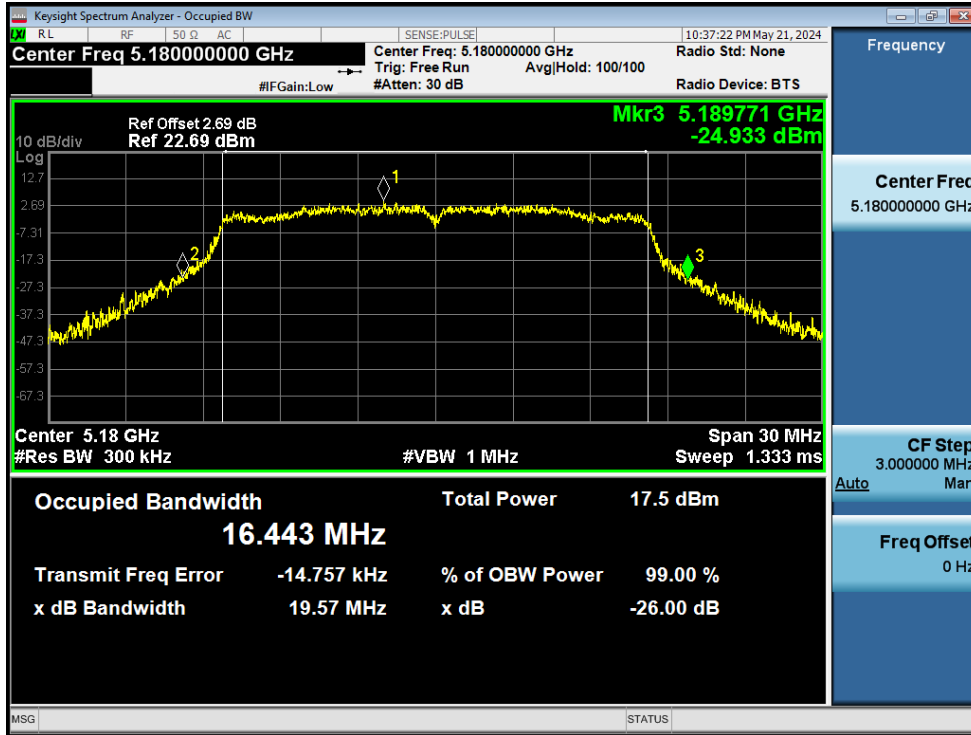 Keysight Spectrum Analyzer - Occupied BW
LXI RL RF 50 Ω AC SENSE:PULSE 10:37:22 PM May 21, 2024
Center Freq 5.180000000 GHz
Center Freq: 5.180000000 GHz
Radio Std: None
Trig: Free Run Avg|Hold: 100/100
#IFGain:Low
#Atten: 30 dB
Radio Device: BTS
Frequency
Mkr3 5.189771 GHz
-24.933 dBm
Ref Offset 2.69 dB
10 dB/div Ref 22.69 dBm
Log
12.7
2.69
-7.31
-17.3
-27.3
-37.3
-47.3
-57.3
-67.3
1
2
3
Center 5.18 GHz
Span 30 MHz
#Res BW 300 kHz
#VBW 1 MHz
Sweep 1.333 ms
Center Freq
5.180000000 GHz
CF Step
3.000000 MHz
Auto Man
Freq Offset
0 Hz
Occupied Bandwidth
16.443 MHz
Total Power 17.5 dBm
Transmit Freq Error -14.757 kHz
% of OBW Power 99.00 %
x dB Bandwidth 19.57 MHz
x dB -26.00 dB
MSG
STATUS